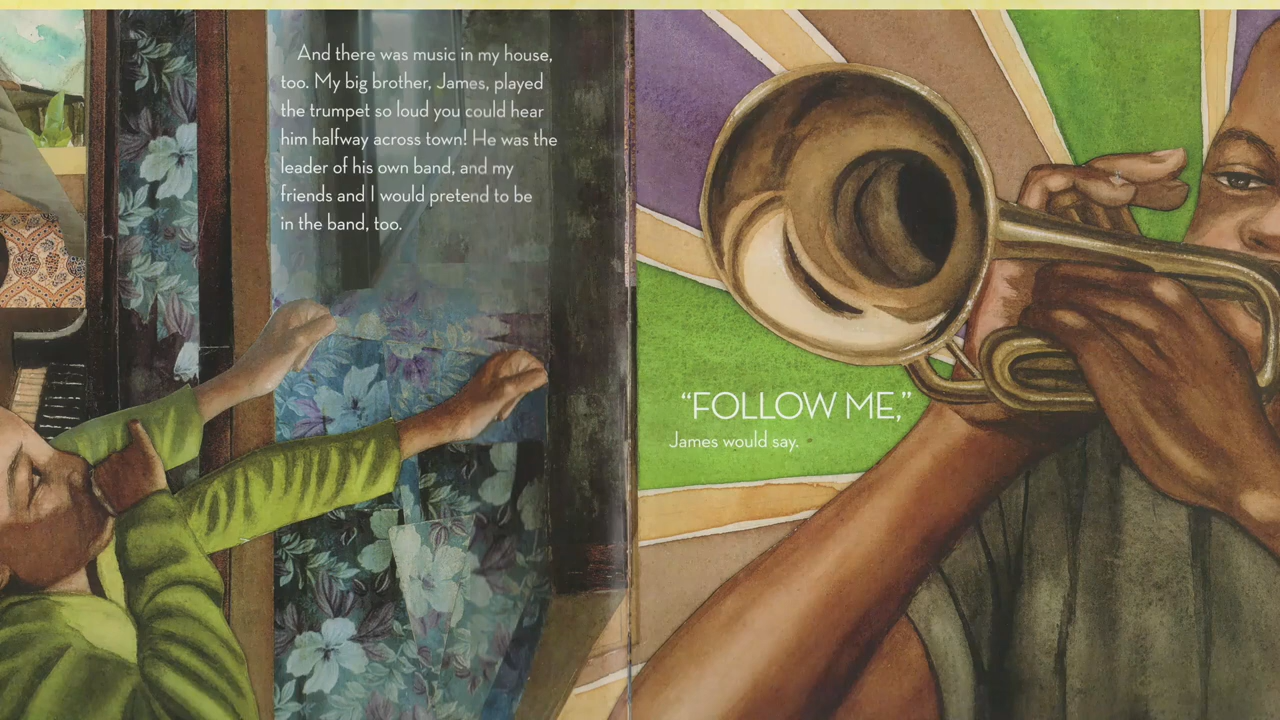 And there was music in my house,
too. My big brother, James, played
the trumpet so loud you could hear
him halfway across town! He was the
leader of his own band, and my
friends and I would pretend to be
in the band, too.
“FOLLOW ME,”
James would say.